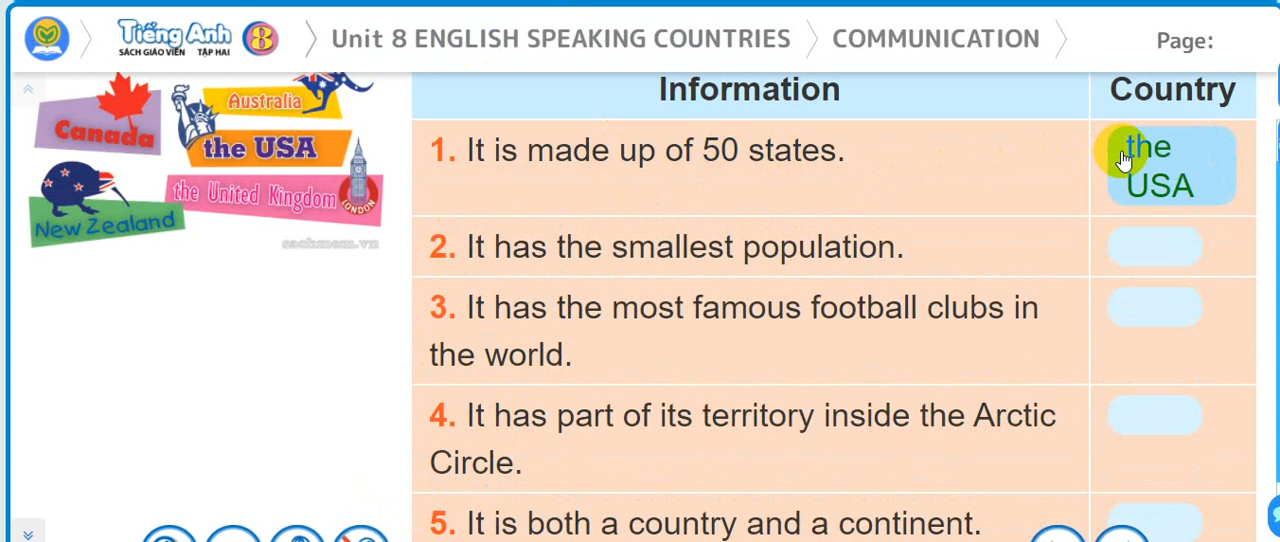 Tiếng Anh 8
SÁCH GIÁO VIÊN TẬP HAI
Unit 8 ENGLISH SPEAKING COUNTRIES
COMMUNICATION
Page:
Canada
Australia
the USA
the United Kingdom
LONDON
New Zealand
sachmem.vn
Information
Country
1. It is made up of 50 states.
the
USA
2. It has the smallest population.
3. It has the most famous football clubs in
the world.
4. It has part of its territory inside the Arctic
Circle.
5. It is both a country and a continent.